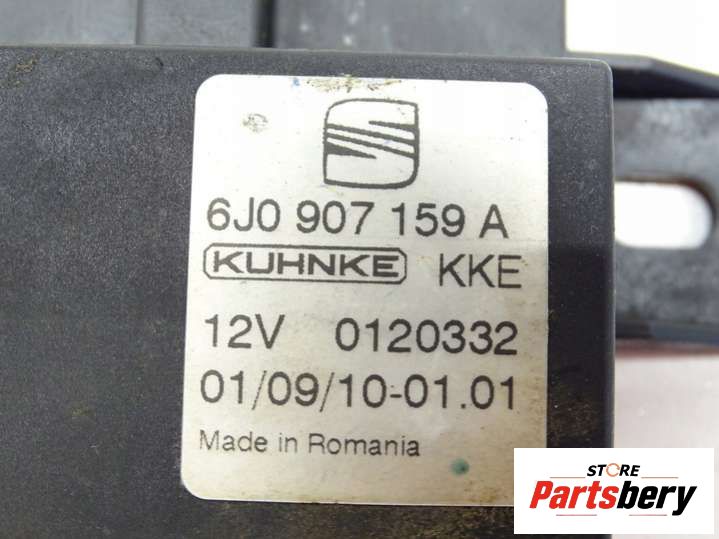 6J0 907 159 A
KUHNKE KKE
12V 0120332
01/09/10-01.01
Made in Romania
STORE
Partsbery